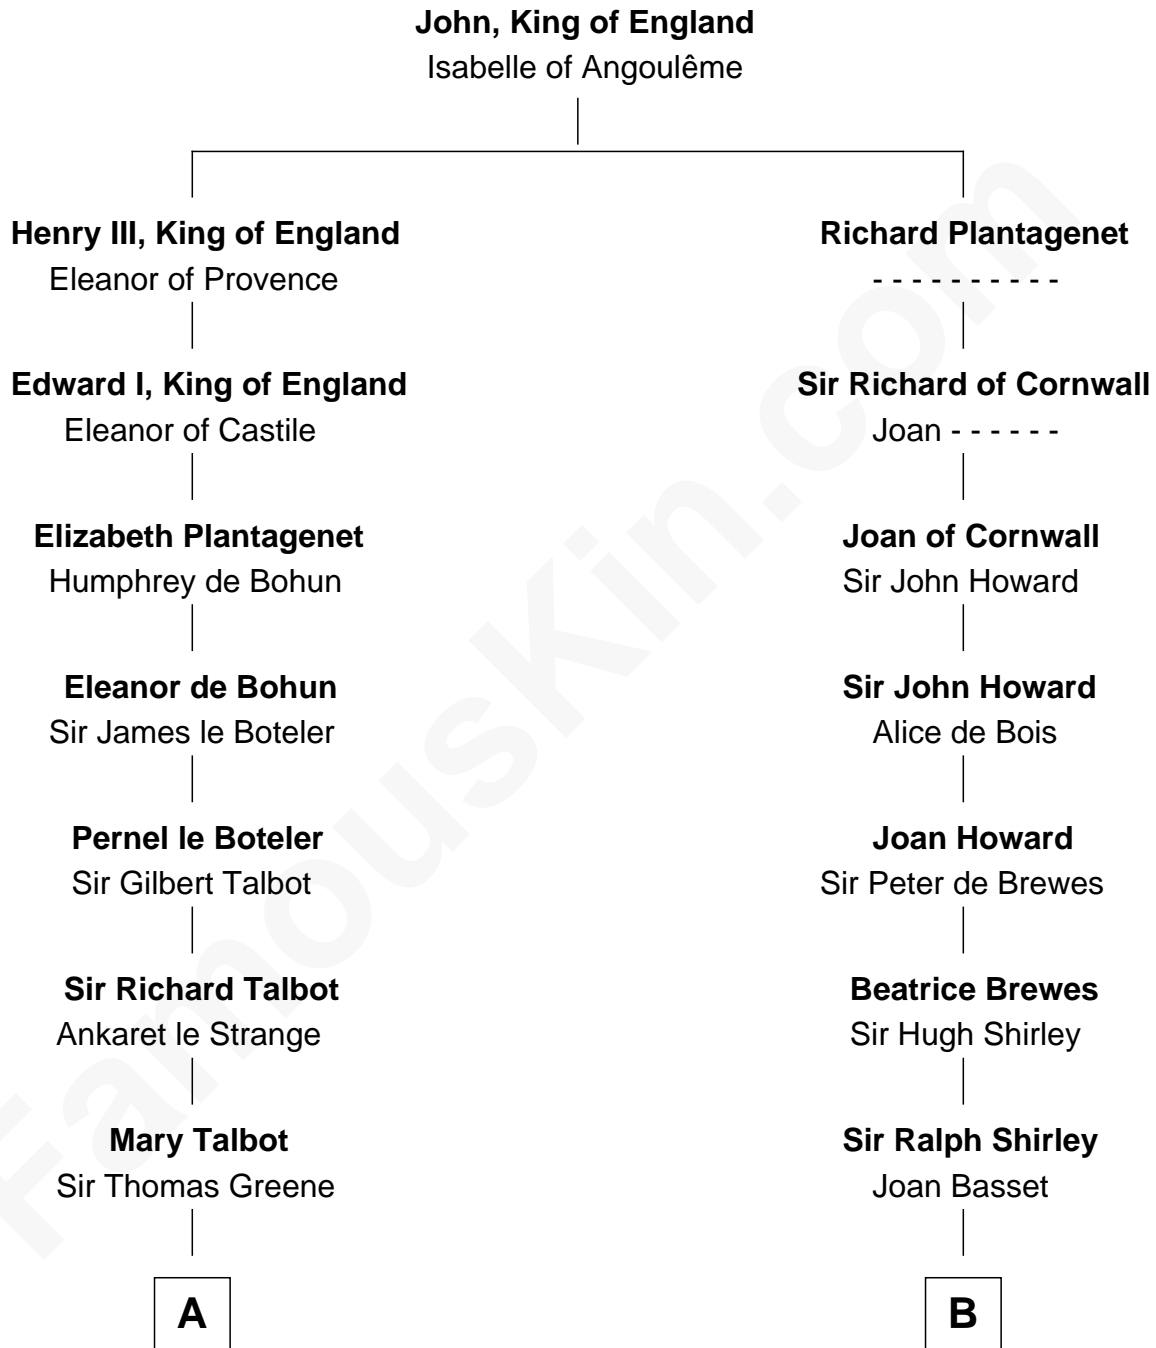 John, King of England
Isabelle of Angoulême
Henry III, King of England
Eleanor of Provence
Richard Plantagenet
- - - - - - - - - -
Edward I, King of England
Eleanor of Castile
Sir Richard of Cornwall
Joan - - - - - -
Elizabeth Plantagenet
Humphrey de Bohun
Joan of Cornwall
Sir John Howard
Eleanor de Bohun
Sir James le Boteler
Sir John Howard
Alice de Bois
Pernel le Boteler
Sir Gilbert Talbot
Joan Howard
Sir Peter de Brewes
Sir Richard Talbot
Ankaret le Strange
Beatrice Brewes
Sir Hugh Shirley
Mary Talbot
Sir Thomas Greene
Sir Ralph Shirley
Joan Basset
A
B
FamousKin.com